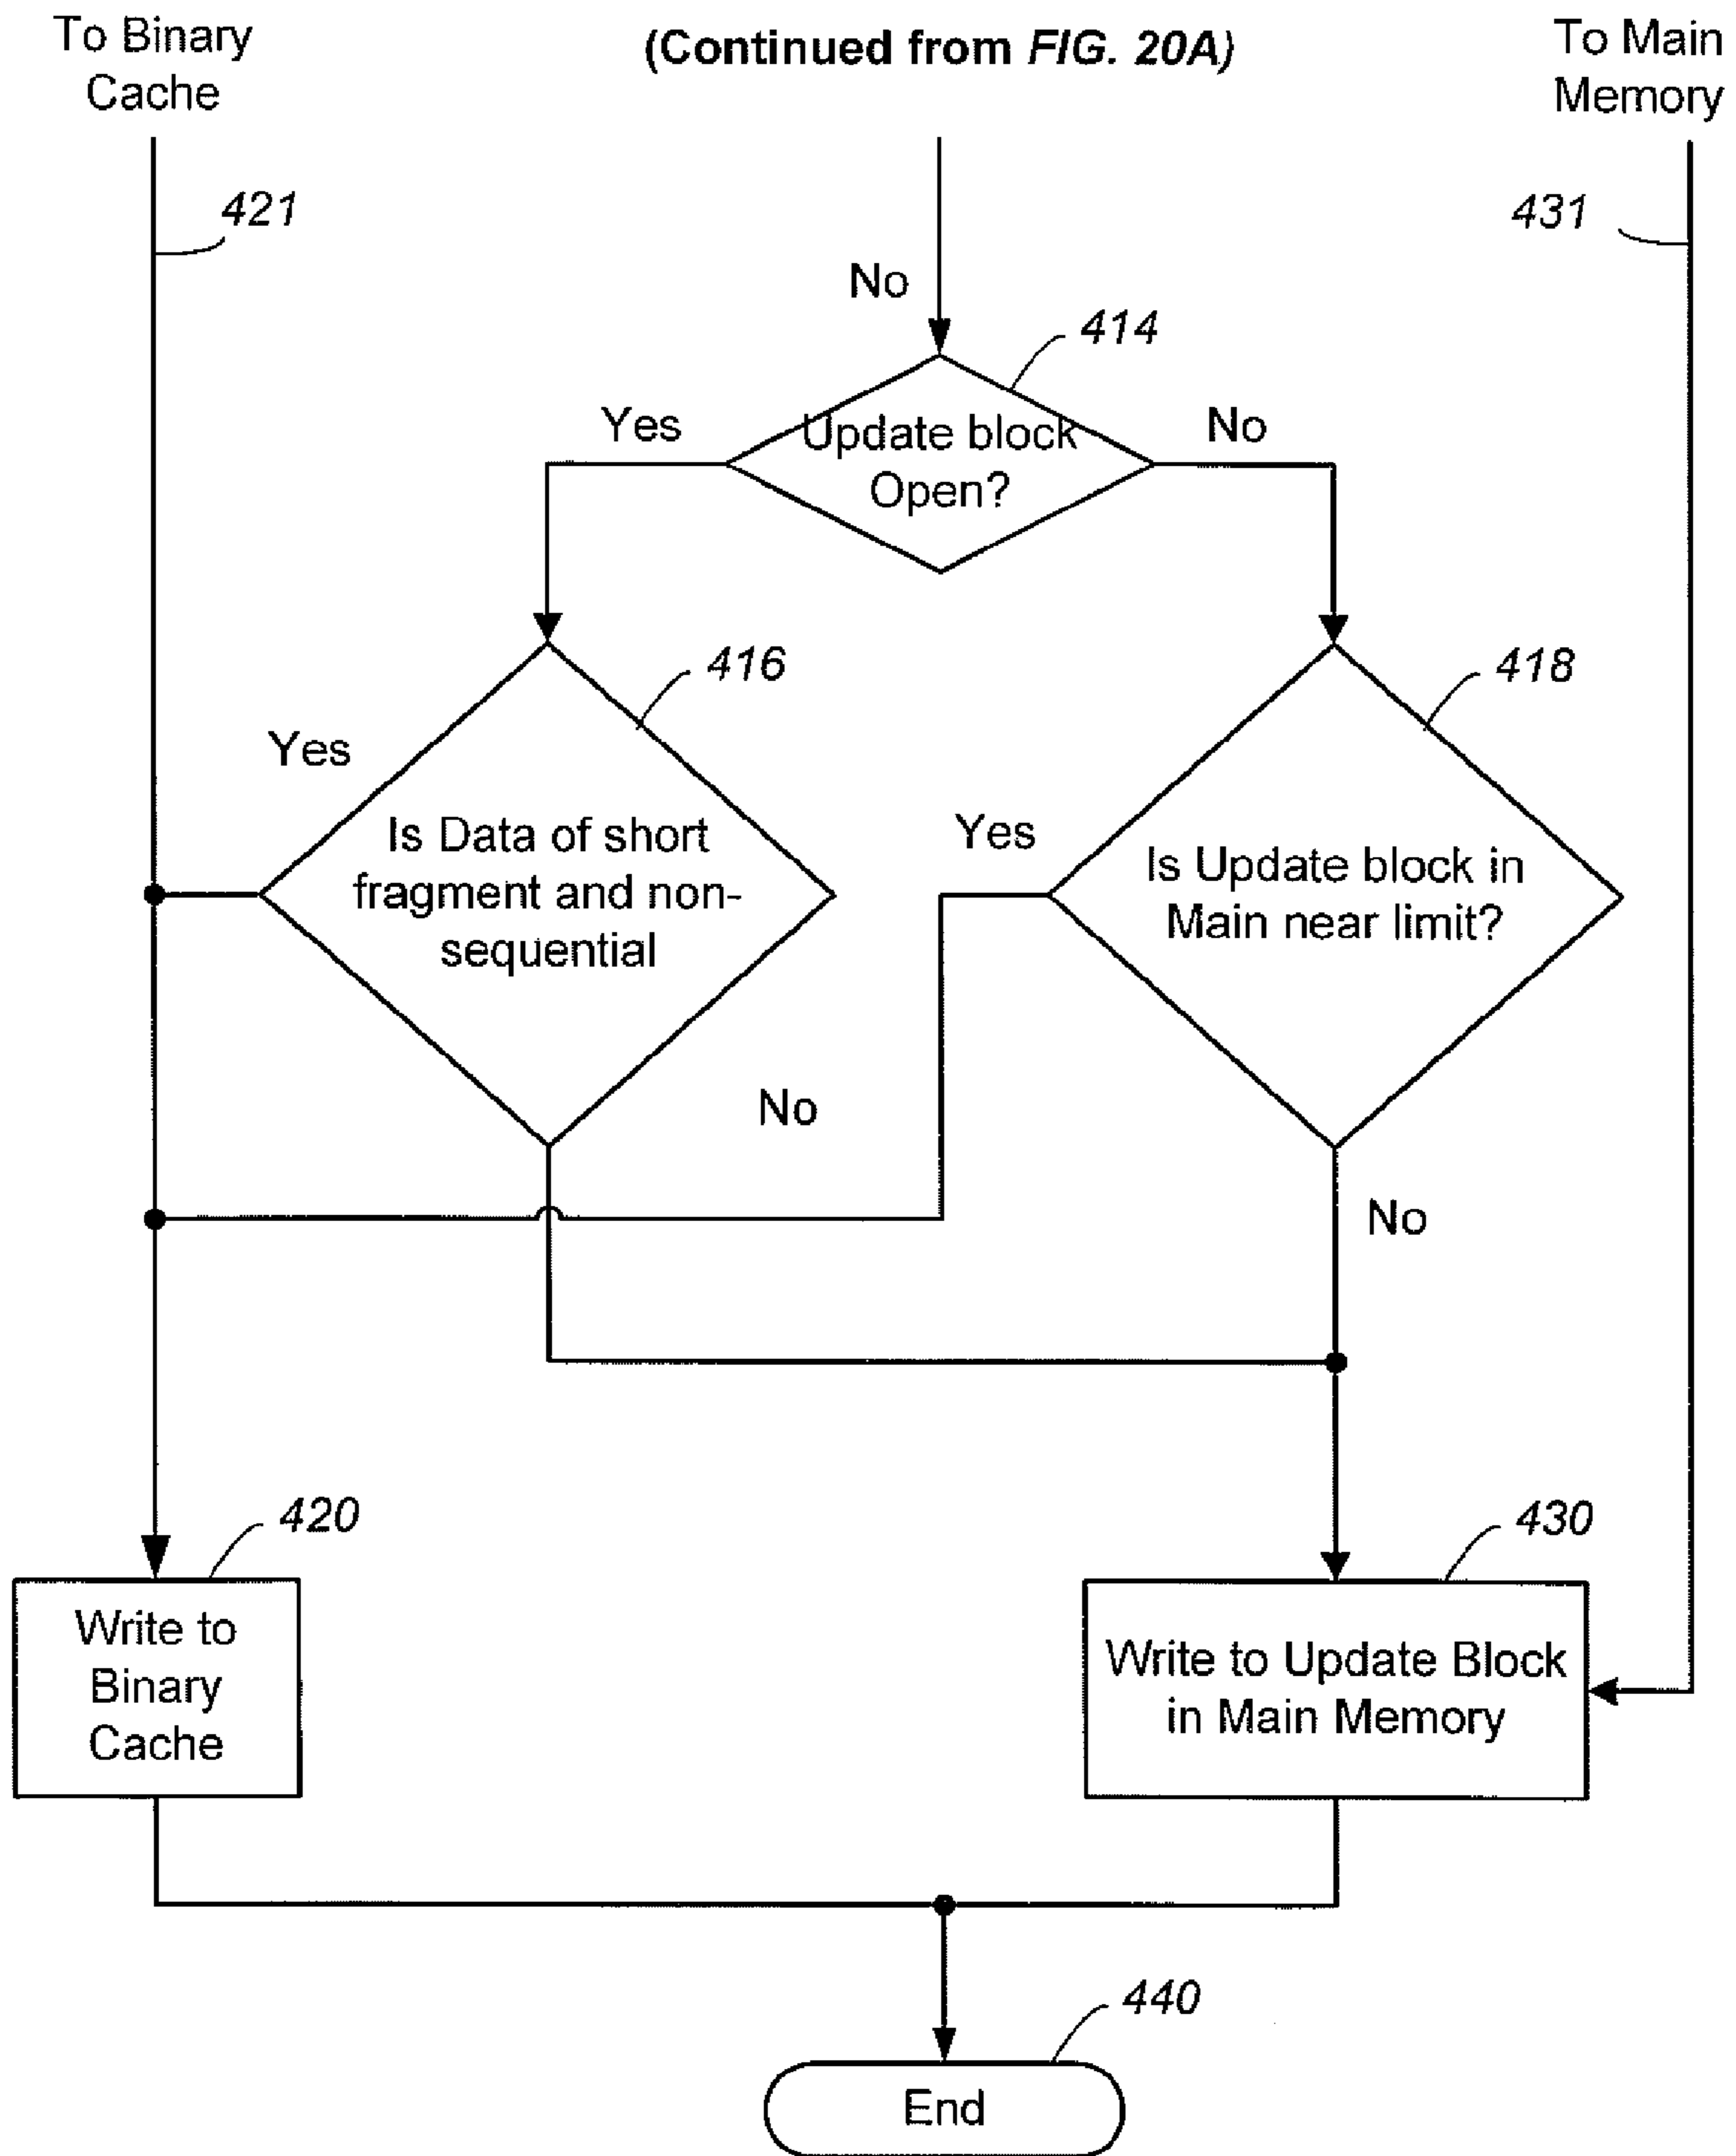 To Binary
Cache
(Continued from FIG. 20A)
To Main
Memory
421
431
No
414
Yes
Update block
Open?
No
416
418
Yes
Is Data of short
fragment and non-
sequential
Yes
Is Update block in
Main near limit?
No
No
420
430
Write to
Binary
Cache
Write to Update Block
in Main Memory
440
End